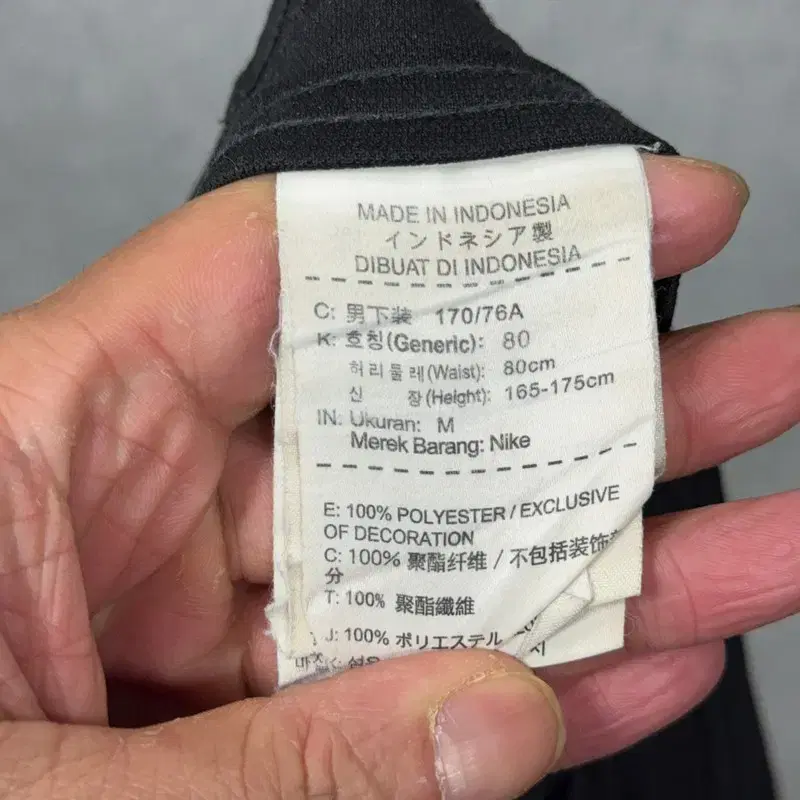 MADE IN INDONESIA
インドネシア製
DIBUAT DI INDONESIA
C: 男下装 170/76A
K: 호칭(Generic): 80
허리둘레(Waist): 80cm
신 장(Height): 165-175cm
IN: Ukuran: M
Merek Barang: Nike
E: 100% POLYESTER / EXCLUSIVE
OF DECORATION
C: 100% 聚酯纤维 / 不包括装饰部
分
T: 100% 聚酯纖維
J: 100% ポリエステル